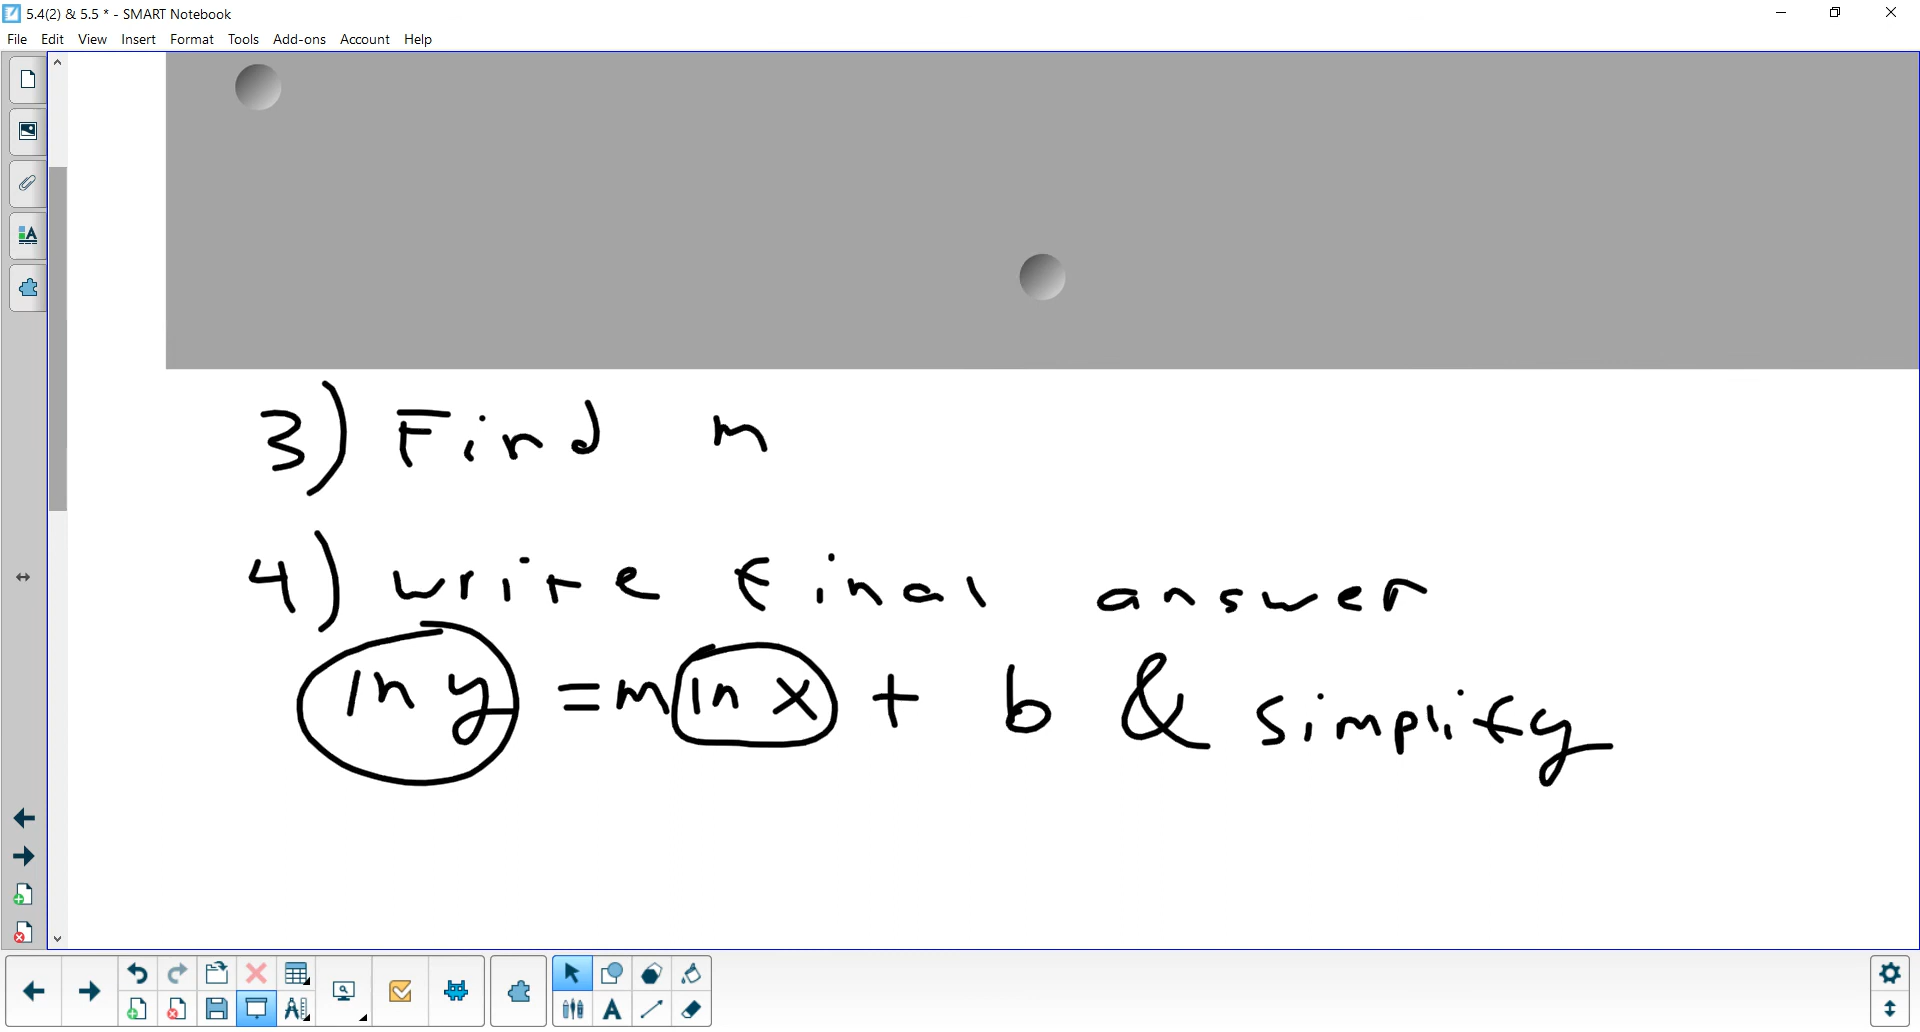 5.4(2) & 5.5 * - SMART Notebook
File Edit View Insert Format Tools Add-ons Account Help
3) Find m
4) write final answer
ln y = m ln x + b & simplify